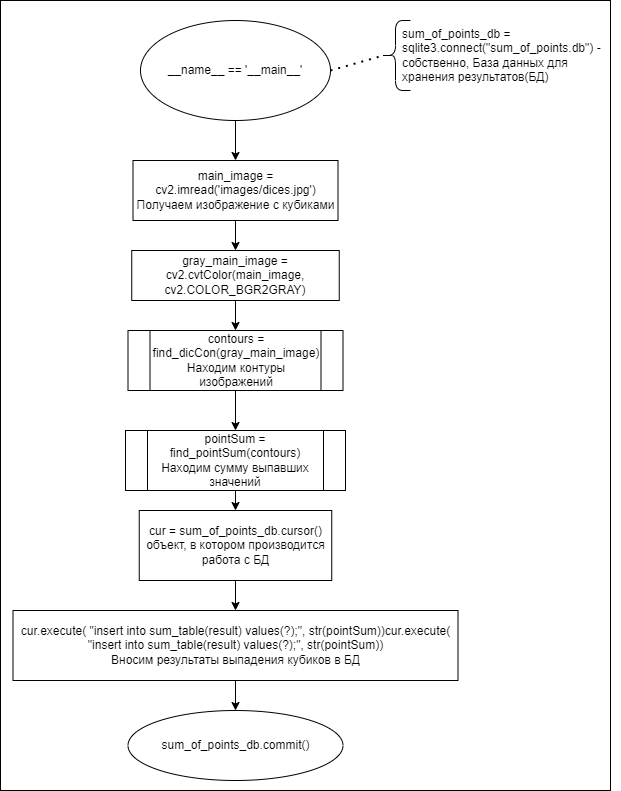 __name__ == '__main__'
sum_of_points_db =
sqlite3.connect("sum_of_points.db") -
собственно, База данных для
хранения результатов(БД)
main_image =
cv2.imread('images/dices.jpg')
Получаем изображение с кубиками
gray_main_image =
cv2.cvtColor(main_image,
cv2.COLOR_BGR2GRAY)
contours =
find_dicCon(gray_main_image)
Находим контуры
изображений
pointSum =
find_pointSum(contours)
Находим сумму выпавших
значений
cur = sum_of_points_db.cursor()
объект, в котором производится
работа с БД
cur.execute( "insert into sum_table(result) values(?);", str(pointSum))cur.execute(
"insert into sum_table(result) values(?);", str(pointSum))
Вносим результаты выпадения кубиков в БД
sum_of_points_db.commit()